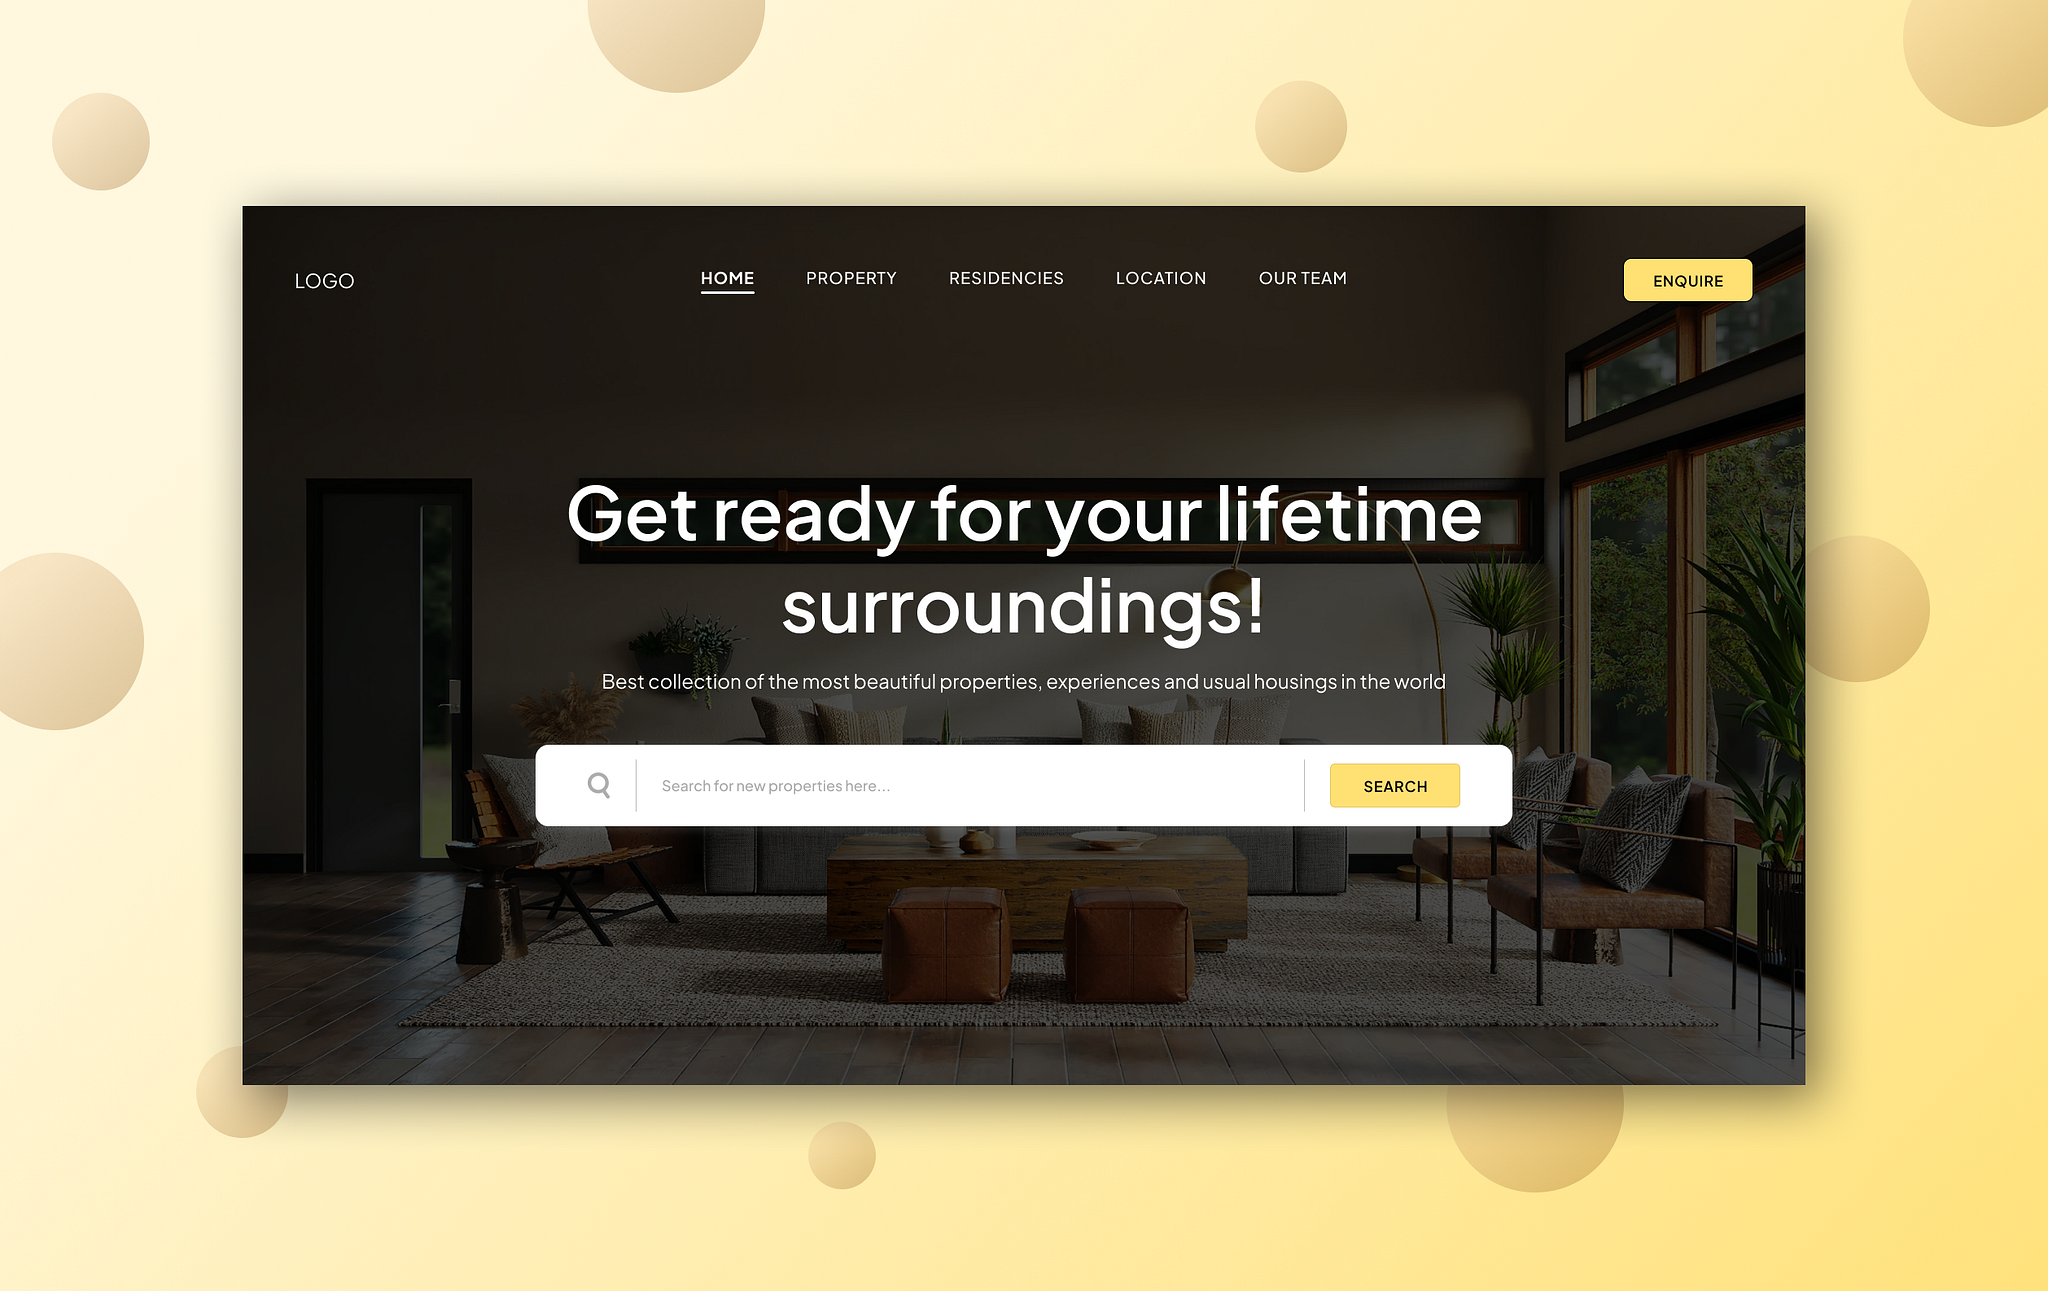 LOGO
HOME
PROPERTY
RESIDENCIES
LOCATION
OUR TEAM
ENQUIRE
Get ready for your lifetime
surroundings!
Best collection of the most beautiful properties, experiences and usual housings in the world
Search for new properties here...
SEARCH